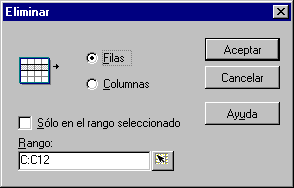 Eliminar
Filas
Columnas
Aceptar
Cancelar
Ayuda
Sólo en el rango seleccionado
Rango:
C:C12